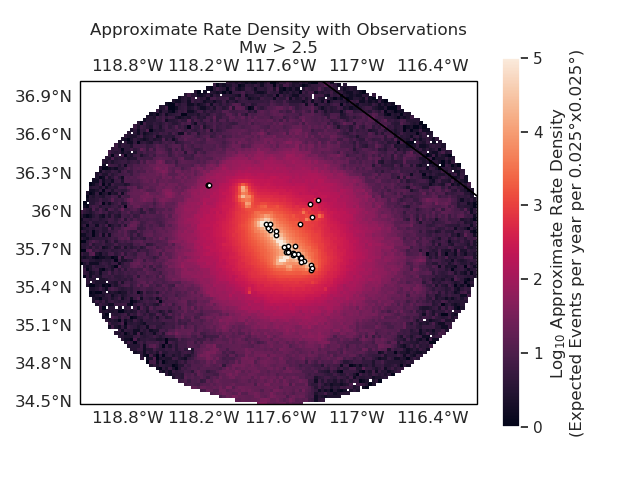 Approximate Rate Density with Observations
Mw > 2.5
118.8°W 118.2°W 117.6°W 117°W 116.4°W
36.9°N
36.6°N
36.3°N
36°N
35.7°N
35.4°N
35.1°N
34.8°N
34.5°N
118.8°W 118.2°W 117.6°W 117°W 116.4°W
5
4
3
2
1
0
Log₁₀ Approximate Rate Density
(Expected Events per year per 0.025°x0.025°)